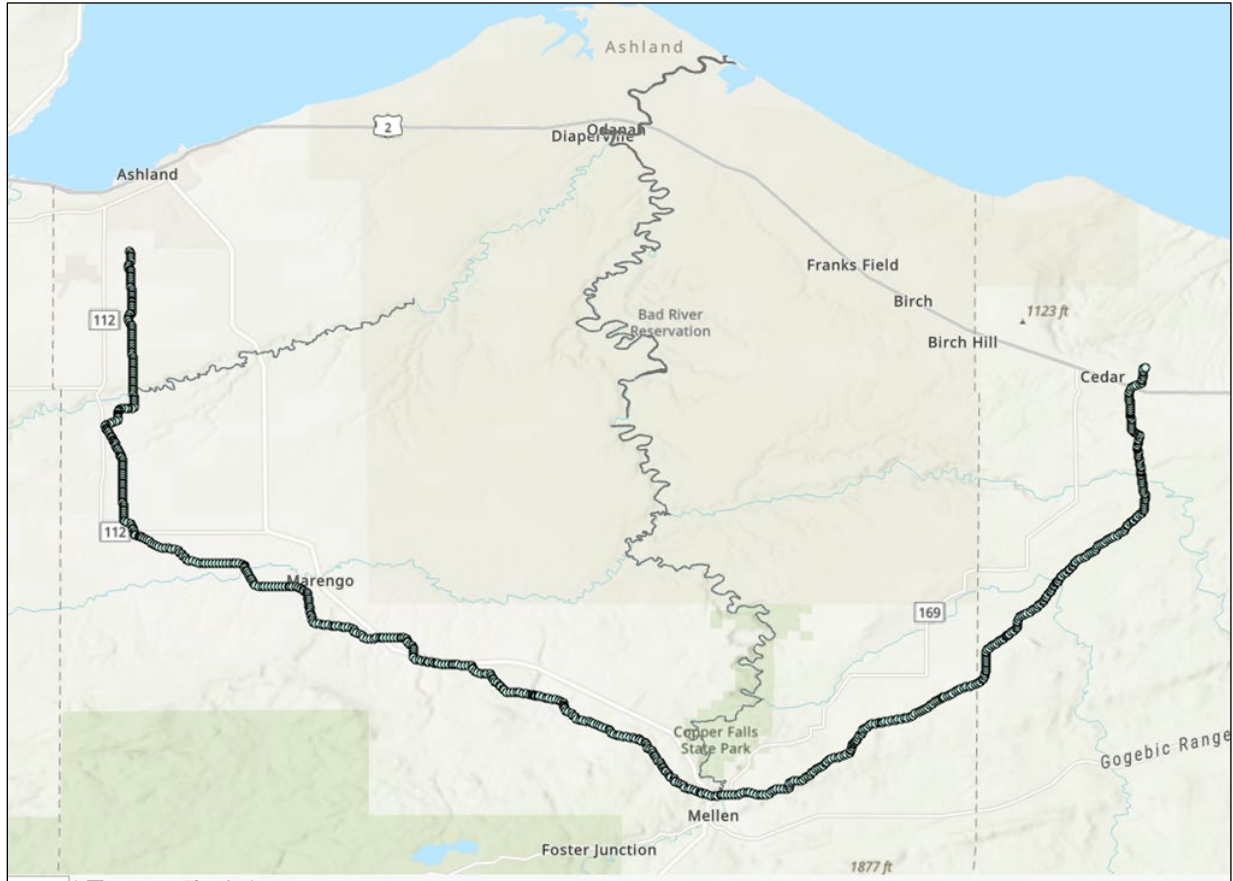 Ashland
2
Odanah
Diaperville
Ashland
Franks Field
Birch
1123 ft
Bad River
Reservation
112
Birch Hill
Cedar
112
Marengo
169
Copper Falls
State Park
Gogebic Range
Mellen
Foster Junction
1877 ft